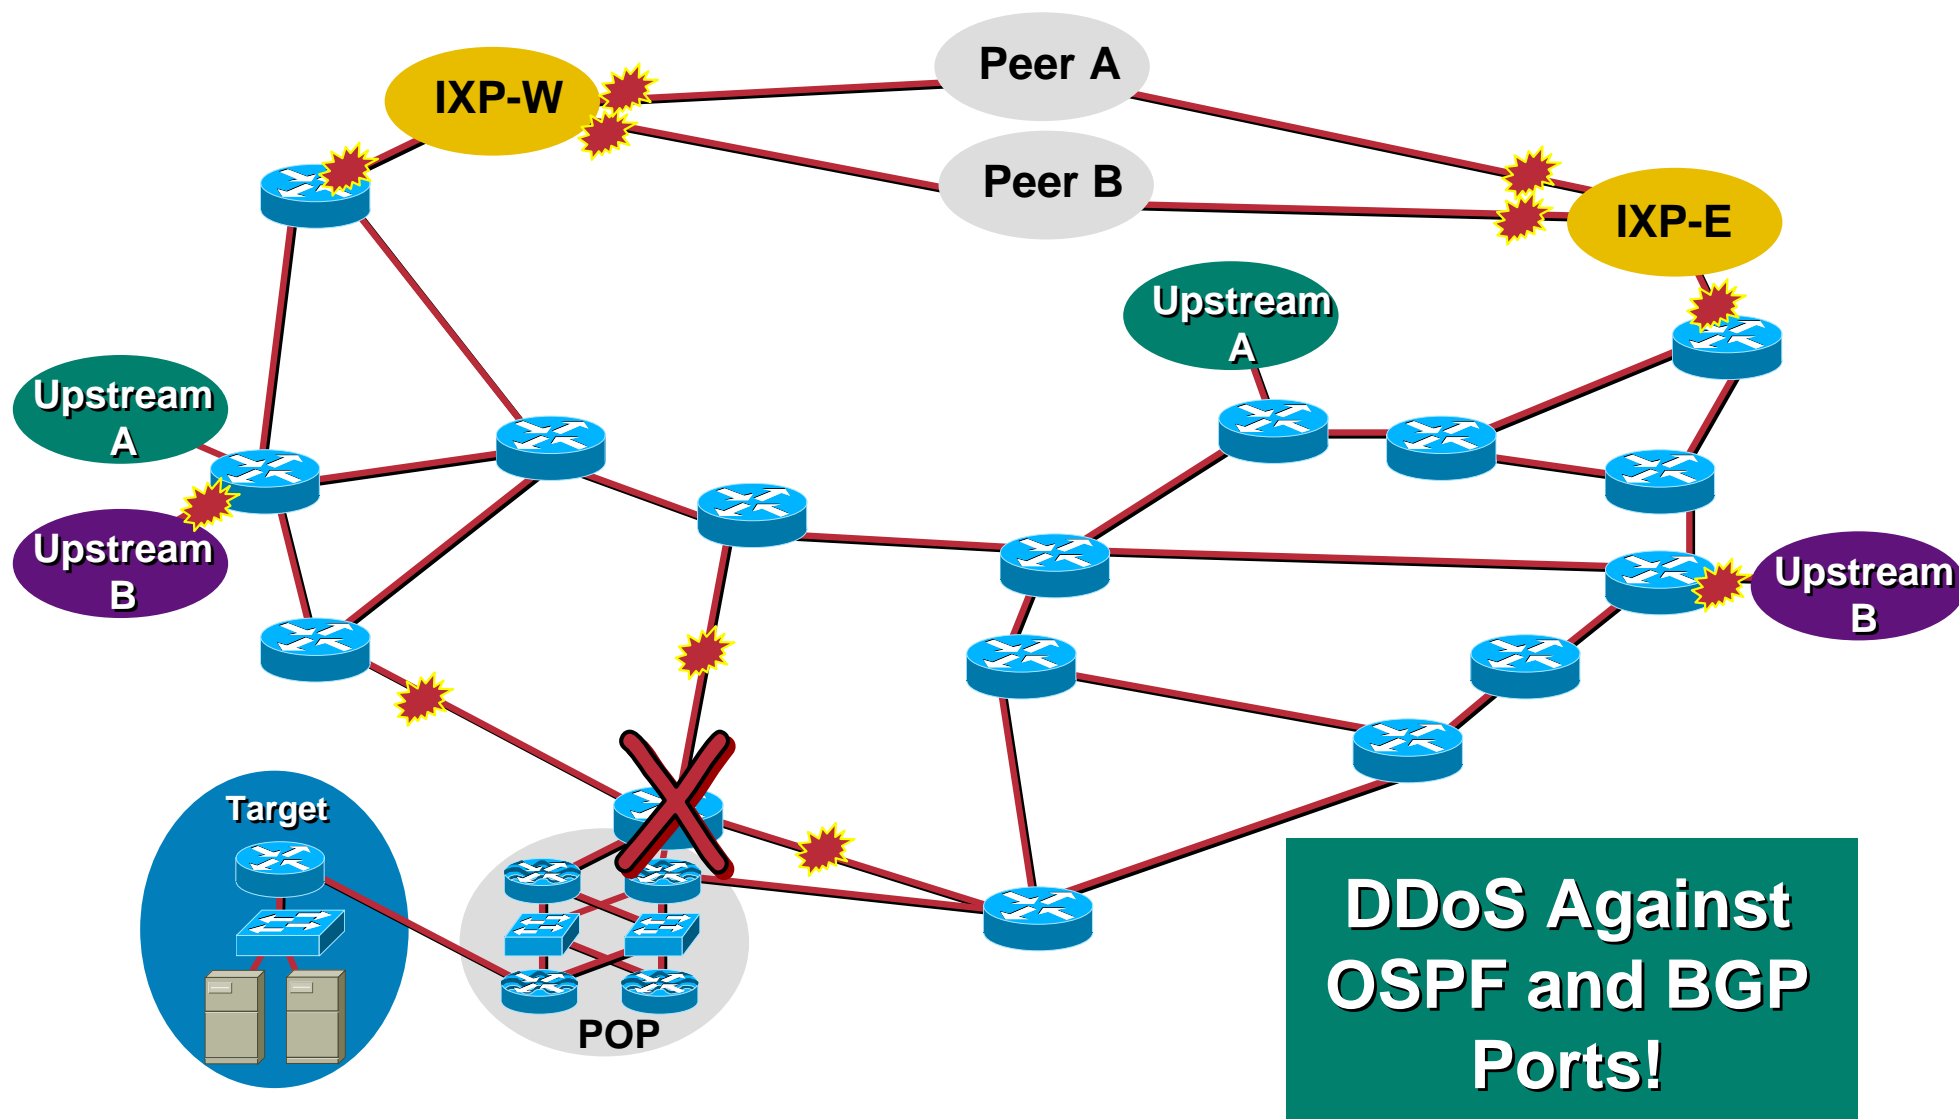 Peer A
IXP-W
Peer B
IXP-E
Upstream
A
Upstream
A
Upstream
B
Upstream
B
Target
POP
DDoS Against
OSPF and BGP
Ports!